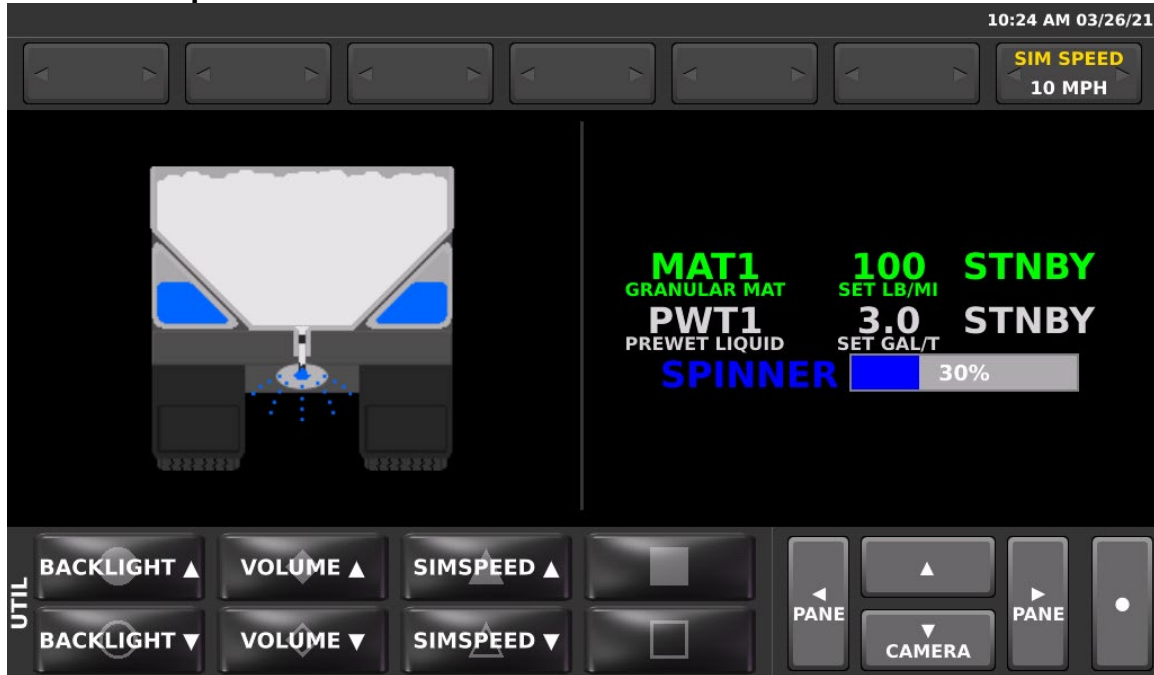 10:24 AM 03/26/21
SIM SPEED
10 MPH
MAT1 100 STNBY
GRANULAR MAT SET LB/MI
PWT1 3.0 STNBY
PREWET LIQUID SET GAL/T
SPINNER 30%
UTIL
BACKLIGHT ▲ VOLUME ▲ SIMSPEED ▲
BACKLIGHT ▼ VOLUME ▼ SIMSPEED ▼
PANE
CAMERA
PANE